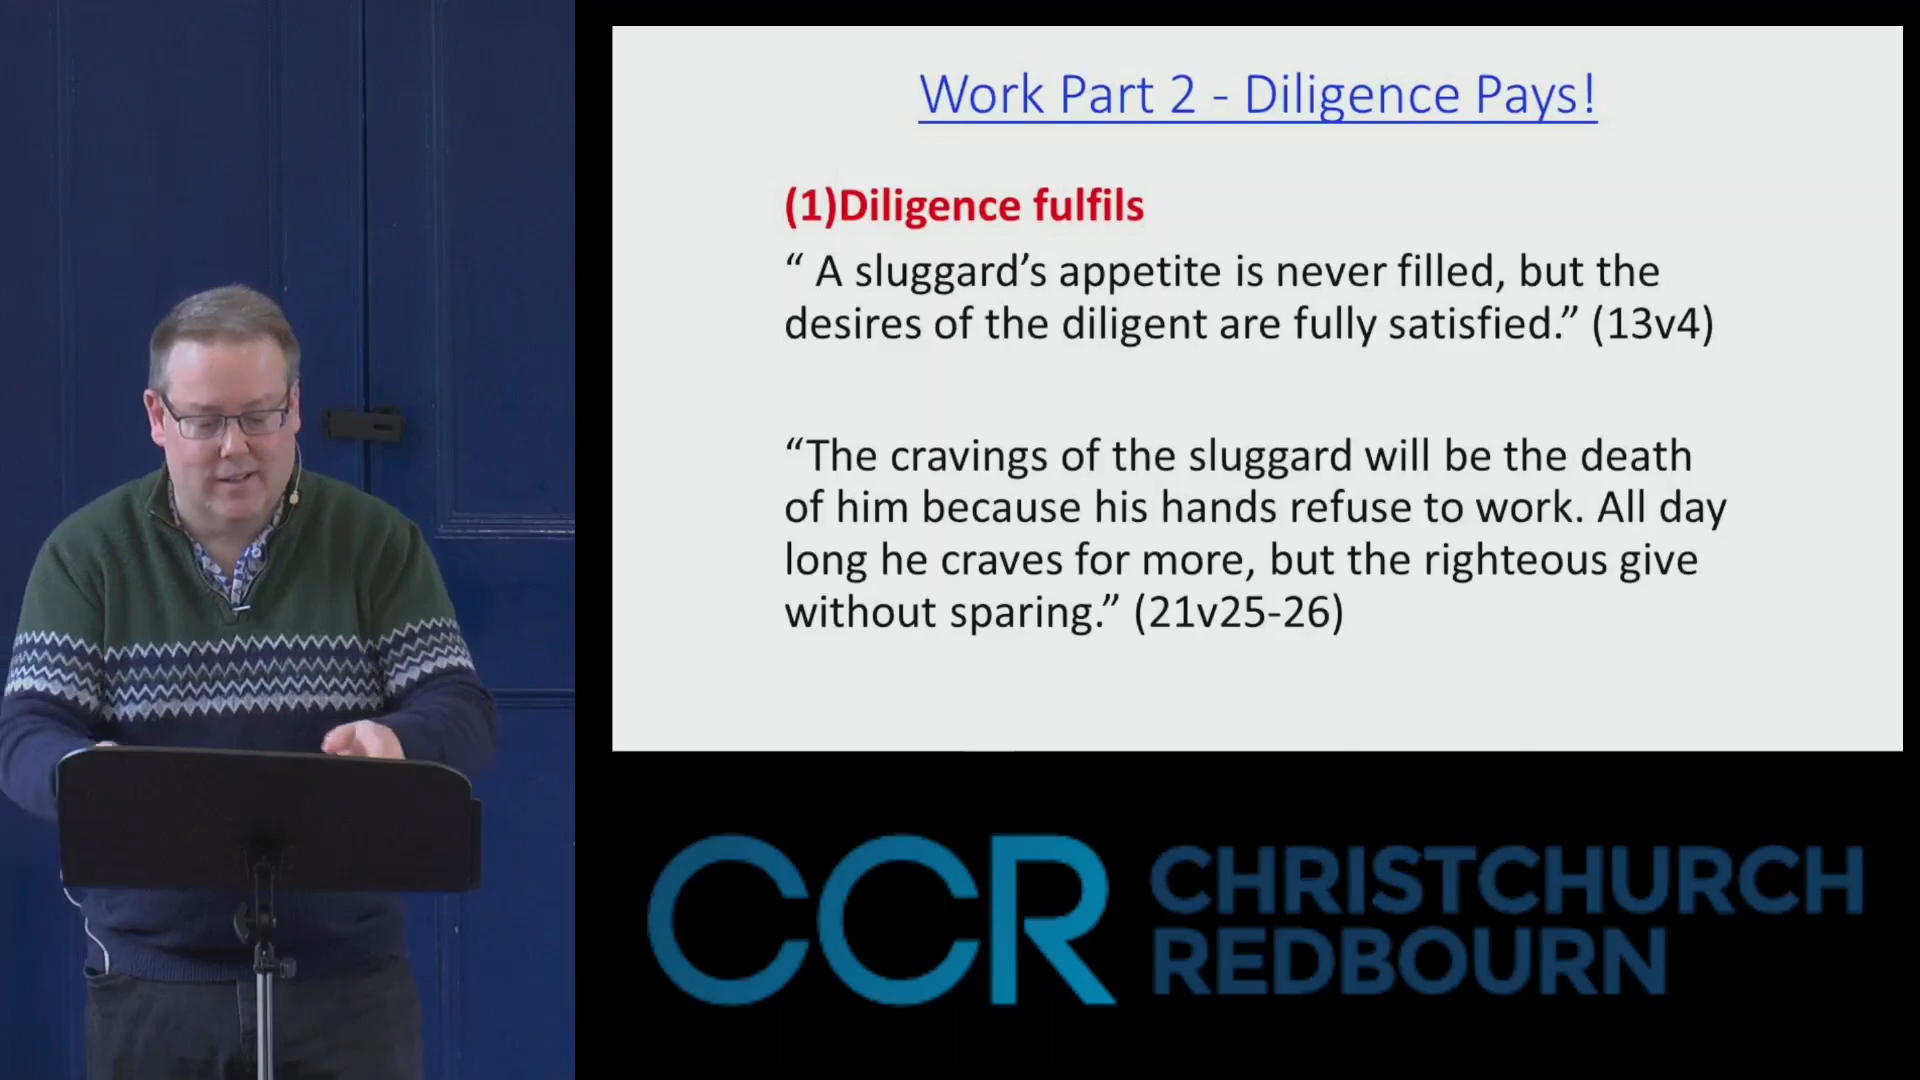 Work Part 2 - Diligence Pays!
(1)Diligence fulfils
“ A sluggard’s appetite is never filled, but the
desires of the diligent are fully satisfied.” (13v4)
“The cravings of the sluggard will be the death
of him because his hands refuse to work. All day
long he craves for more, but the righteous give
without sparing.” (21v25-26)
CCR CHRISTCHURCH
REDBOURN